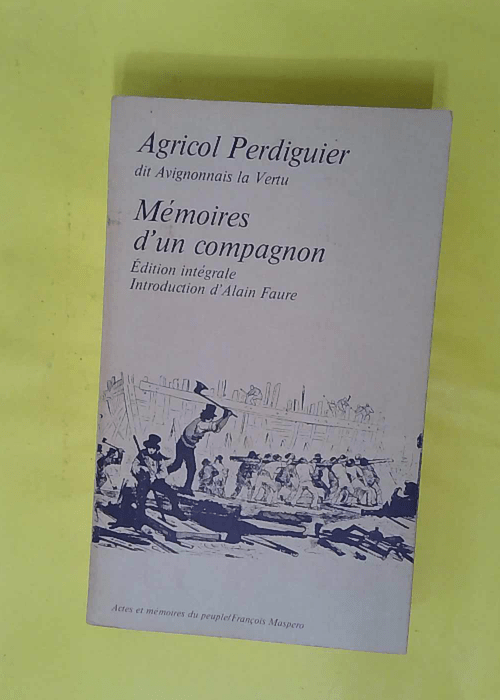 Agricol Perdiguier
dit Avignonnais la Vertu
Mémoires
d'un compagnon
Édition intégrale
Introduction d'Alain Faure
Actes et mémoires du peuple/François Maspero